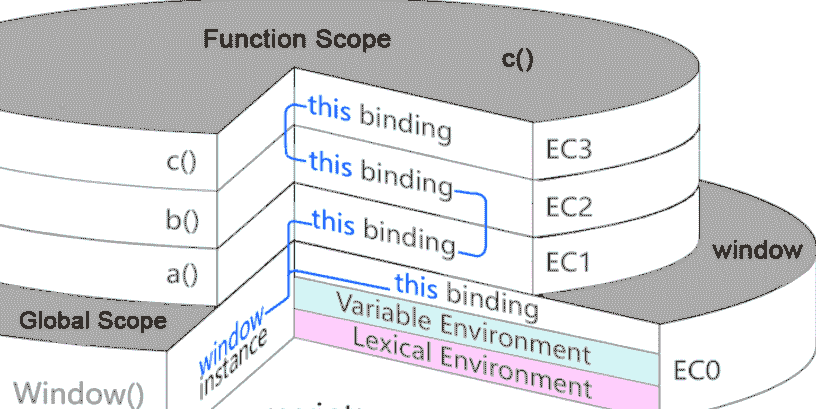 Function Scope
c()
this binding
c()
EC3
this binding
b()
EC2
this binding
a()
EC1
window
this binding
Global Scope
Variable Environment
window
instance
Lexical Environment
EC0
Window()